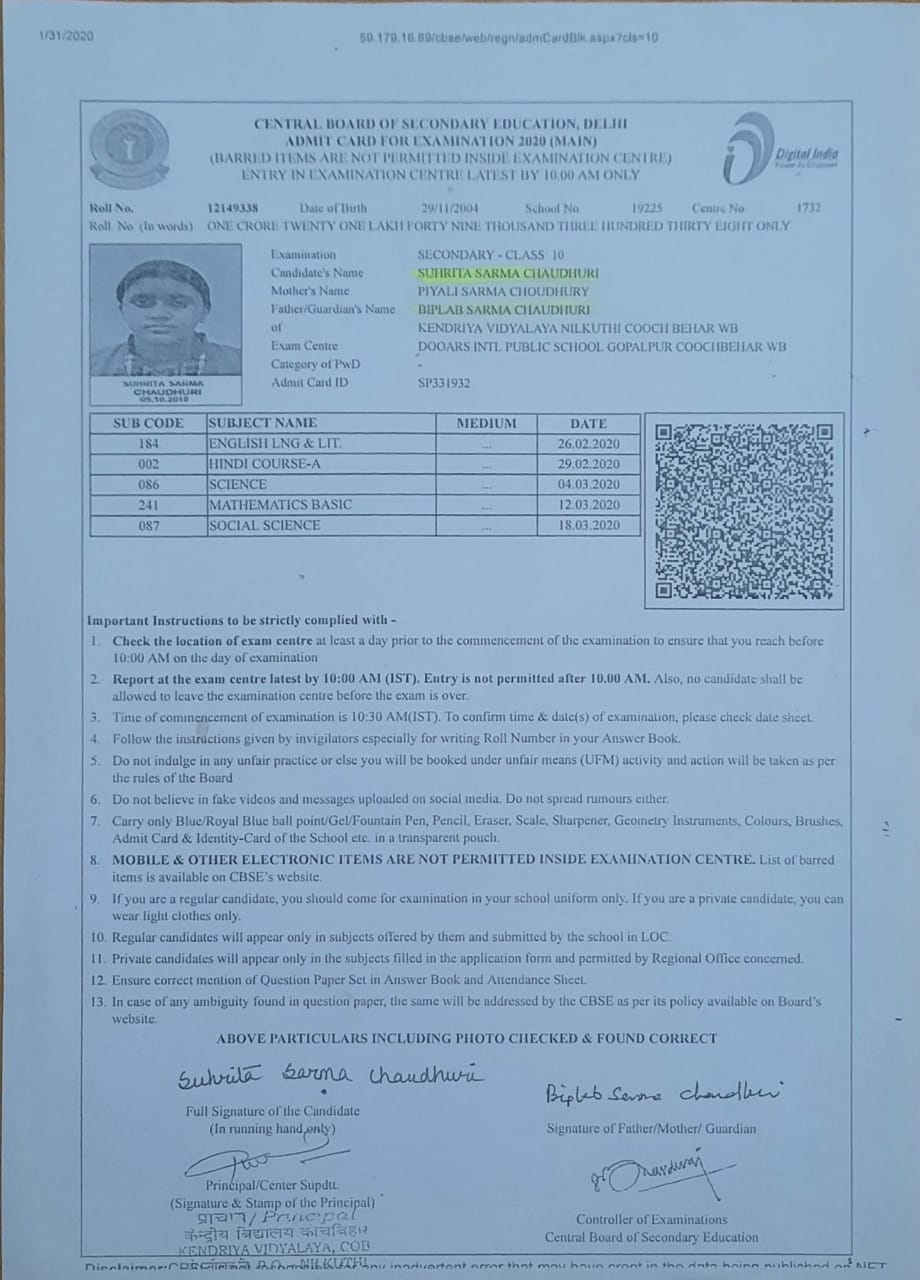 1/31/2020 59.179.16.89/cbse/web/regn/admCardBlk.aspx?cls=10
CENTRAL BOARD OF SECONDARY EDUCATION, DELHI
ADMIT CARD FOR EXAMINATION 2020 (MAIN)
(BARRED ITEMS ARE NOT PERMITTED INSIDE EXAMINATION CENTRE)
ENTRY IN EXAMINATION CENTRE LATEST BY 10.00 AM ONLY
Digital India
Roll No. 12149338 Date of Birth 29/11/2004 School No 19225 Centre No 1732
Roll No. (In words) ONE CRORE TWENTY ONE LAKH FORTY NINE THOUSAND THREE HUNDRED THIRTY EIGHT ONLY
Examination SECONDARY - CLASS 10
Candidate's Name SUHRITA SARMA CHAUDHURI
Mother's Name PIYALI SARMA CHOUDHURY
Father/Guardian's Name BIPLAB SARMA CHAUDHURI
of KENDRIYA VIDYALAYA NILKUTHI COOCH BEHAR WB
Exam Centre DOOARS INTL PUBLIC SCHOOL GOPALPUR COOCHBEHAR WB
Category of PwD -
Admit Card ID SP331932
SUHRITA SARMA
CHAUDHURI
05.10.2018
SUB CODE SUBJECT NAME MEDIUM DATE
184 ENGLISH LNG & LIT. ... 26.02.2020
002 HINDI COURSE-A ... 29.02.2020
086 SCIENCE ... 04.03.2020
241 MATHEMATICS BASIC ... 12.03.2020
087 SOCIAL SCIENCE ... 18.03.2020
Important Instructions to be strictly complied with -
1. Check the location of exam centre at least a day prior to the commencement of the examination to ensure that you reach before
10:00 AM on the day of examination
2. Report at the exam centre latest by 10:00 AM (IST). Entry is not permitted after 10.00 AM. Also, no candidate shall be
allowed to leave the examination centre before the exam is over.
3. Time of commencement of examination is 10:30 AM(IST). To confirm time & date(s) of examination, please check date sheet.
4. Follow the instructions given by invigilators especially for writing Roll Number in your Answer Book.
5. Do not indulge in any unfair practice or else you will be booked under unfair means (UFM) activity and action will be taken as per
the rules of the Board
6. Do not believe in fake videos and messages uploaded on social media. Do not spread rumours either.
7. Carry only Blue/Royal Blue ball point/Gel/Fountain Pen, Pencil, Eraser, Scale, Sharpener, Geometry Instruments, Colours, Brushes,
Admit Card & Identity-Card of the School etc. in a transparent pouch.
8. MOBILE & OTHER ELECTRONIC ITEMS ARE NOT PERMITTED INSIDE EXAMINATION CENTRE. List of barred
items is available on CBSE's website.
9. If you are a regular candidate, you should come for examination in your school uniform only. If you are a private candidate, you can
wear light clothes only.
10. Regular candidates will appear only in subjects offered by them and submitted by the school in LOC.
11. Private candidates will appear only in the subjects filled in the application form and permitted by Regional Office concerned.
12. Ensure correct mention of Question Paper Set in Answer Book and Attendance Sheet.
13. In case of any ambiguity found in question paper, the same will be addressed by the CBSE as per its policy available on Board's
website.
ABOVE PARTICULARS INCLUDING PHOTO CHECKED & FOUND CORRECT
Suhrita Sarma Chaudhuri
Biplab Sarma Chaudhuri
Full Signature of the Candidate
(In running hand only)
Signature of Father/Mother/ Guardian
Principal/Center Supdtt.
(Signature & Stamp of the Principal)
प्राचार्य/Principal
केन्द्रीय विद्यालय कोचबिहार
KENDRIYA VIDYALAYA, COB
NILKUTHI
Controller of Examinations
Central Board of Secondary Education
Disclaimer: any inadvertent error that may have crept in the data being published on NET